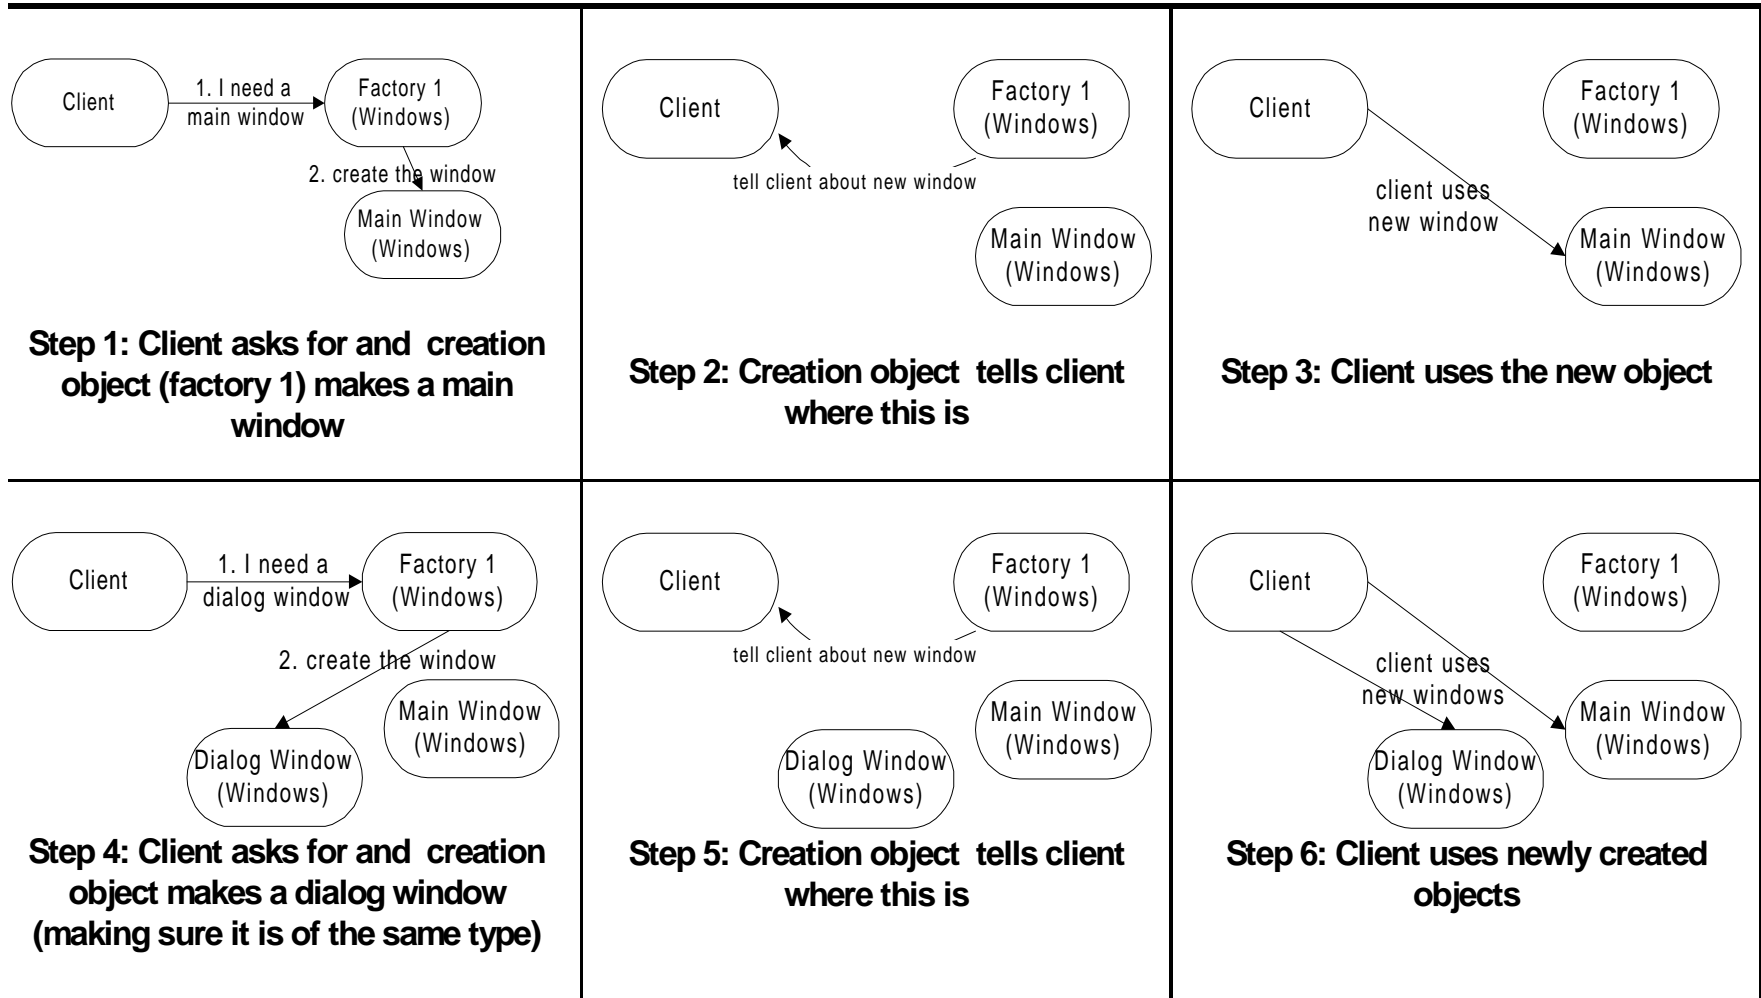 Client
1. I need a
main window
Factory 1
(Windows)
2. create the window
Main Window
(Windows)
Step 1: Client asks for and creation
object (factory 1) makes a main
window
Client
Factory 1
(Windows)
tell client about new window
Main Window
(Windows)
Step 2: Creation object tells client
where this is
Client
Factory 1
(Windows)
client uses
new window
Main Window
(Windows)
Step 3: Client uses the new object
Client
1. I need a
dialog window
Factory 1
(Windows)
2. create the window
Main Window
(Windows)
Dialog Window
(Windows)
Step 4: Client asks for and creation
object makes a dialog window
(making sure it is of the same type)
Client
Factory 1
(Windows)
tell client about new window
Main Window
(Windows)
Dialog Window
(Windows)
Step 5: Creation object tells client
where this is
Client
Factory 1
(Windows)
client uses
new windows
Main Window
(Windows)
Dialog Window
(Windows)
Step 6: Client uses newly created
objects